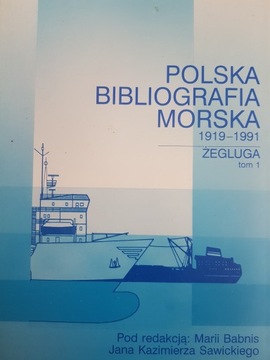 POLSKA
BIBLIOGRAFIA
MORSKA
1919–1991
ŻEGLUGA
tom 1
Pod redakcją: Marii Babnis
Jana Kazimierza Sawickiego